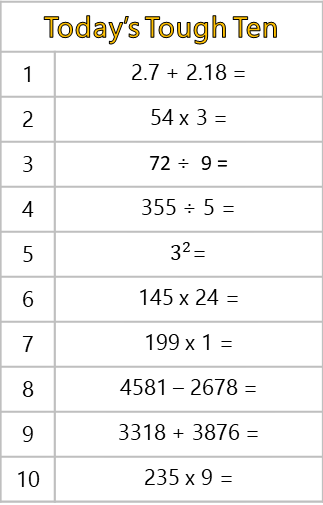 Today's Tough Ten
1 2.7 + 2.18 =
2 54 x 3 =
3 72 ÷ 9 =
4 355 ÷ 5 =
5 3² =
6 145 x 24 =
7 199 x 1 =
8 4581 – 2678 =
9 3318 + 3876 =
10 235 x 9 =